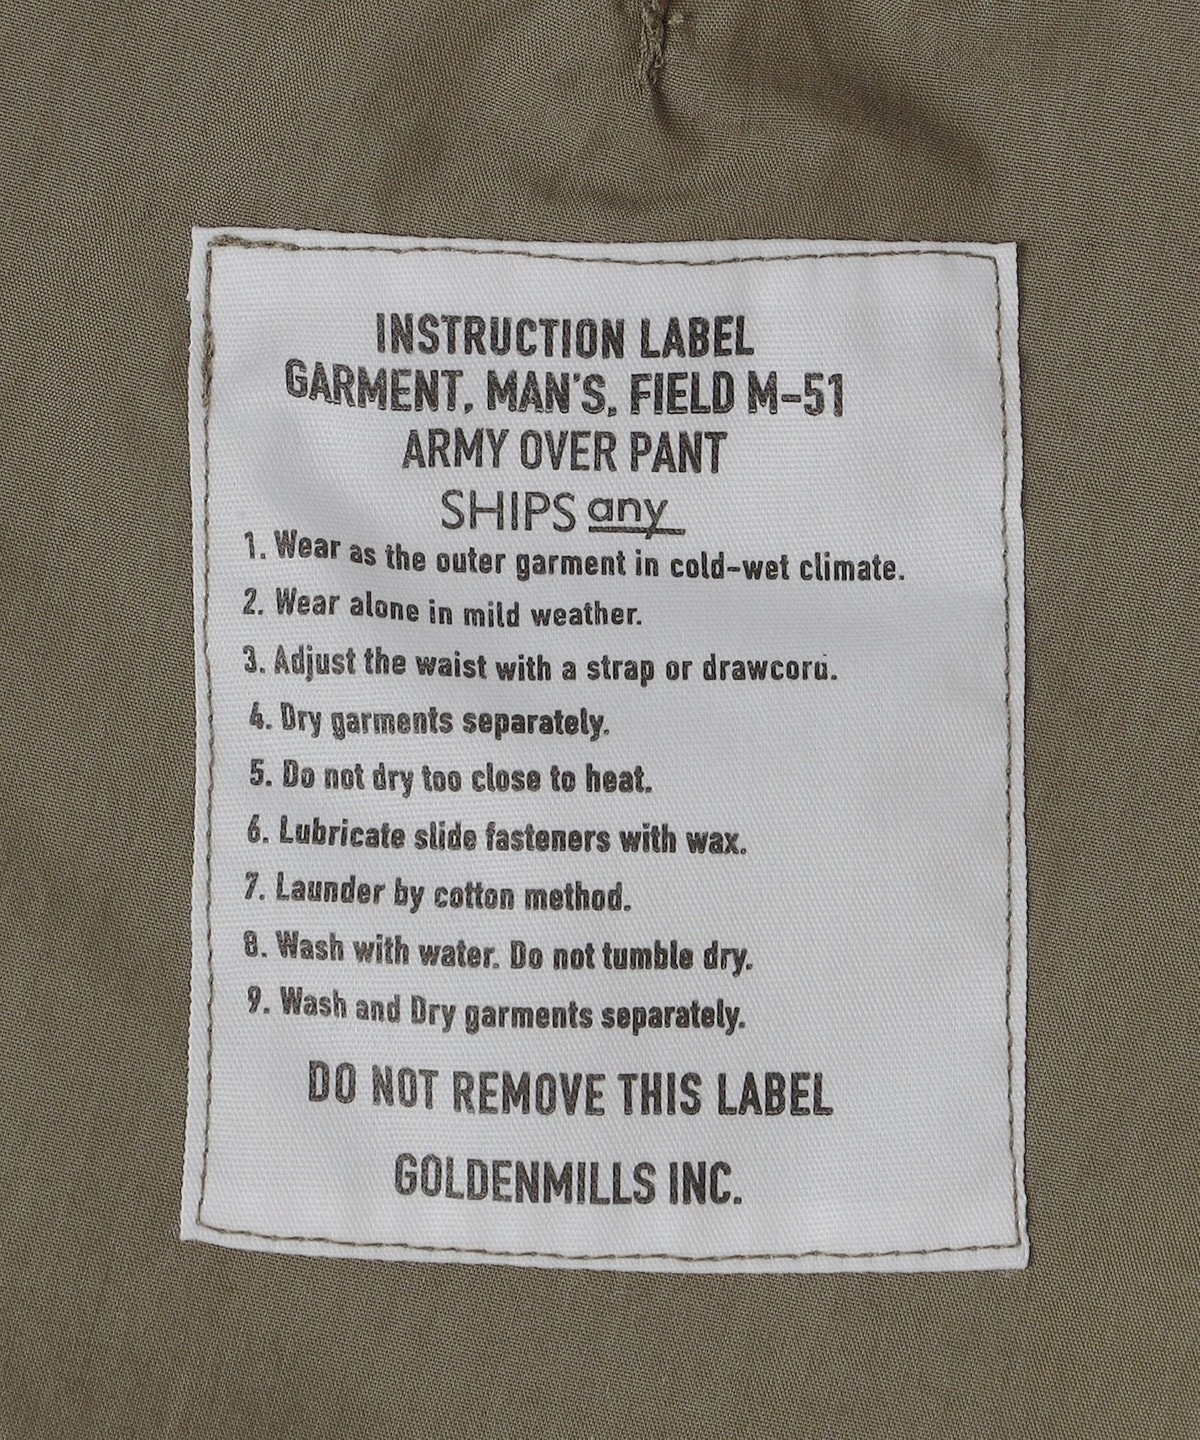 INSTRUCTION LABEL
GARMENT, MAN'S, FIELD M-51
ARMY OVER PANT
SHIPS any
1. Wear as the outer garment in cold-wet climate.
2. Wear alone in mild weather.
3. Adjust the waist with a strap or drawcord.
4. Dry garments separately.
5. Do not dry too close to heat.
6. Lubricate slide fasteners with wax.
7. Launder by cotton method.
8. Wash with water. Do not tumble dry.
9. Wash and Dry garments separately.
DO NOT REMOVE THIS LABEL
GOLDENMILLS INC.